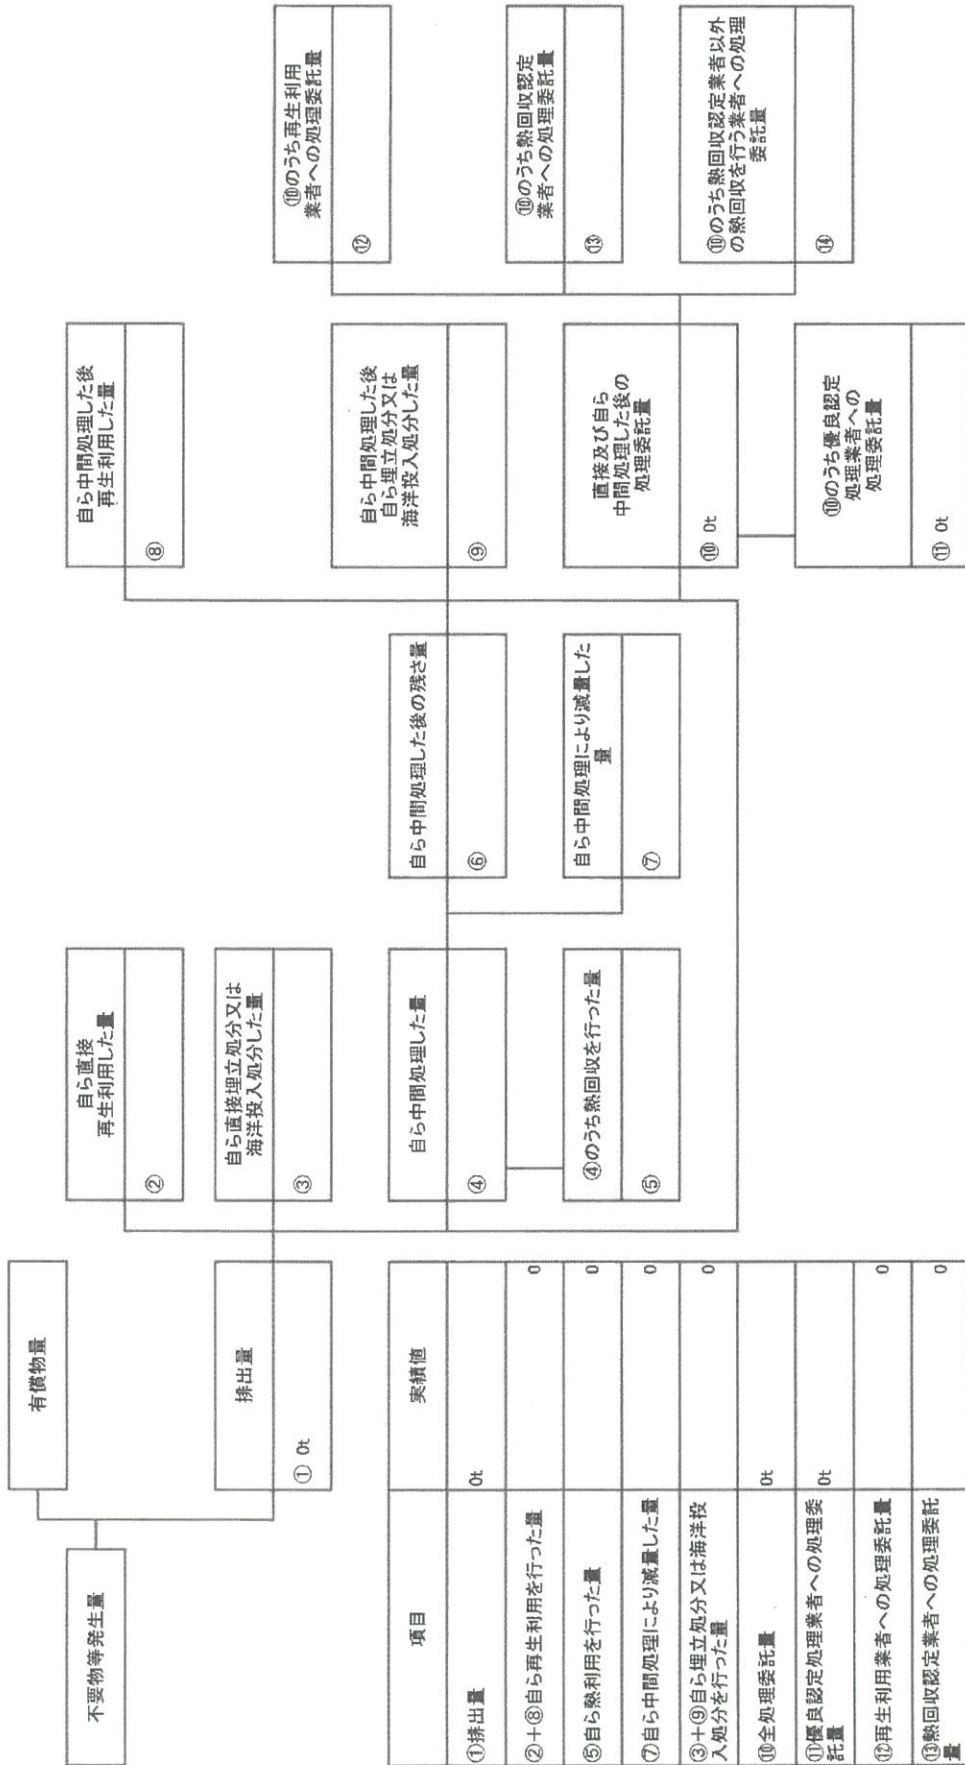 不要物等発生量
有償物量
排出量
① 0t
自ら直接
再生利用した量
②
自ら直接埋立処分又は
海洋投入処分した量
③
自ら中間処理した量
④
④のうち熱回収を行った量
⑤
自ら中間処理した後の残さ量
⑥
自ら中間処理により減量した
量
⑦
自ら中間処理した後
再生利用した量
⑧
自ら中間処理した後
自ら埋立処分又は
海洋投入処分した量
⑨
直接及び自ら
中間処理した後の
処理委託量
⑩ 0t
⑩のうち優良認定
処理業者への
処理委託量
⑪ 0t
⑩のうち再生利用
業者への処理委託量
⑫
⑩のうち熱回収認定
業者への処理委託量
⑬
⑩のうち熱回収認定業者以外
の熱回収を行う業者への処理
委託量
⑭
項目 実績値
①排出量 0t
②+⑧自ら再生利用を行った量 0
⑤自ら熱利用を行った量 0
⑦自ら中間処理により減量した量 0
③+⑨自ら埋立処分又は海洋投
入処分を行った量 0
⑩全処理委託量 0t
⑪優良認定処理業者への処理委
託量 0t
⑫再生利用業者への処理委託量 0
⑬熱回収認定業者への処理委託
量 0